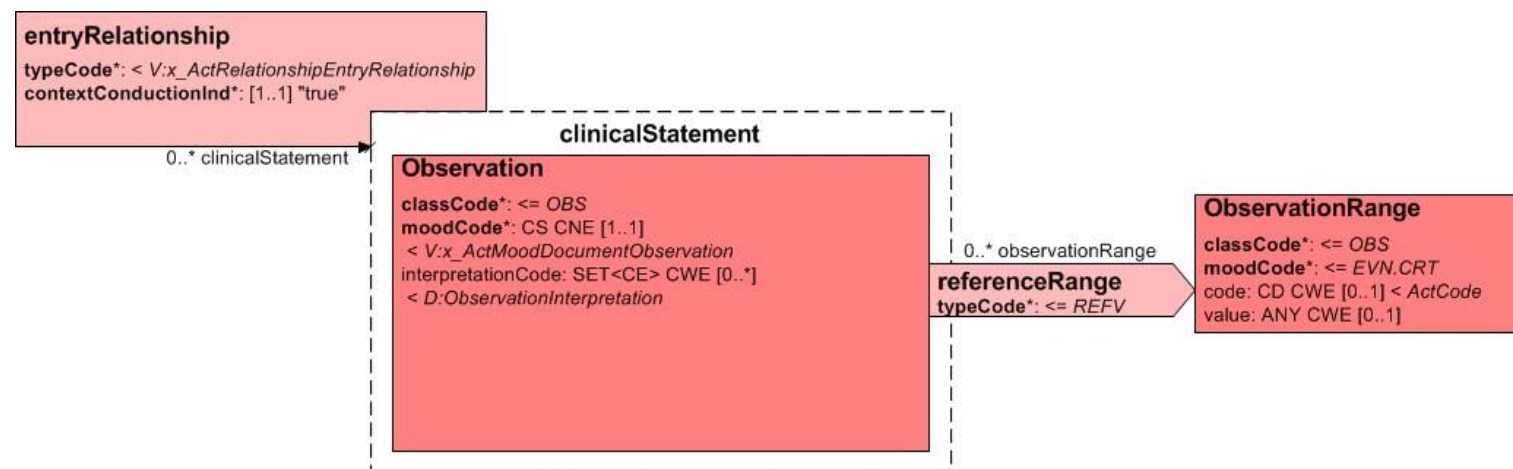 entryRelationship
typeCode*: < V:x_ActRelationshipEntryRelationship
contextConductionInd*: [1..1] "true"
0..* clinicalStatement
clinicalStatement
Observation
classCode*: <= OBS
moodCode*: CS CNE [1..1]
< V:x_ActMoodDocumentObservation
interpretationCode: SET<CE> CWE [0..*]
< D:ObservationInterpretation
0..* observationRange
referenceRange
typeCode*: <= REFV
ObservationRange
classCode*: <= OBS
moodCode*: <= EVN.CRT
code: CD CWE [0..1] < ActCode
value: ANY CWE [0..1]